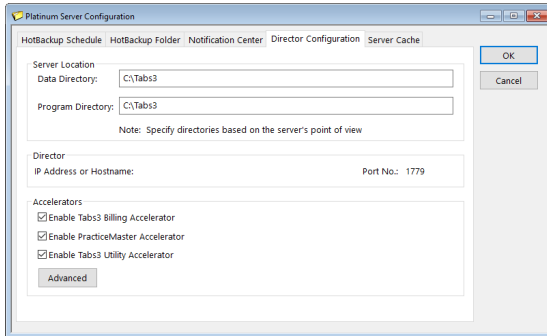 Platinum Server Configuration
HotBackup Schedule HotBackup Folder Notification Center Director Configuration Server Cache
OK
Cancel
Server Location
Data Directory: C:\Tabs3
Program Directory: C:\Tabs3
Note: Specify directories based on the server's point of view
Director
IP Address or Hostname: Port No.: 1779
Accelerators
Enable Tabs3 Billing Accelerator
Enable PracticeMaster Accelerator
Enable Tabs3 Utility Accelerator
Advanced